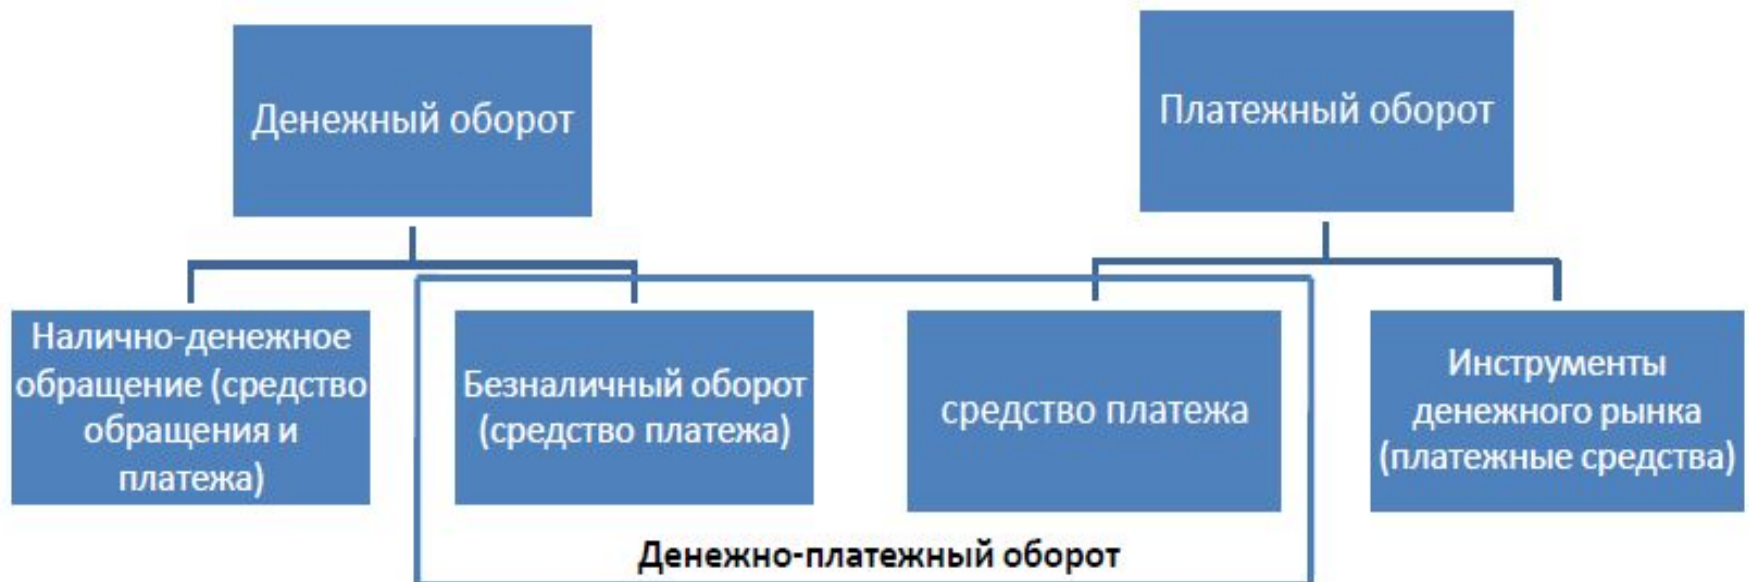 Денежный оборот
Платежный оборот
Налично-денежное
обращение (средство
обращения и
платежа)
Безналичный оборот
(средство платежа)
средство платежа
Инструменты
денежного рынка
(платежные средства)
Денежно-платежный оборот